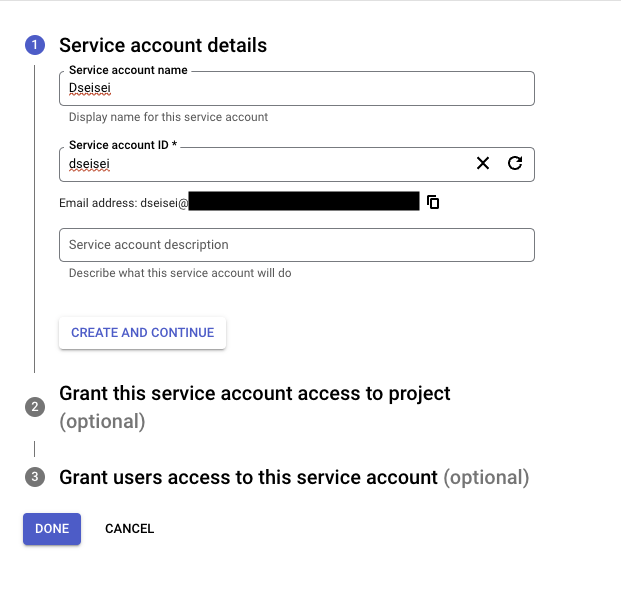 1 Service account details
Service account name
Dseisei
Display name for this service account
Service account ID *
dseisei
Email address: dseisei@
Service account description
Describe what this service account will do
CREATE AND CONTINUE
2 Grant this service account access to project
(optional)
3 Grant users access to this service account (optional)
DONE CANCEL